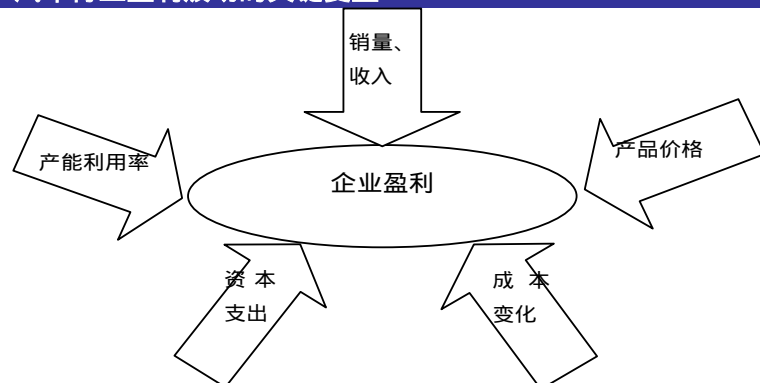 销量、
收入
产能利用率
产品价格
企业盈利
资 本
支出
成 本
变化